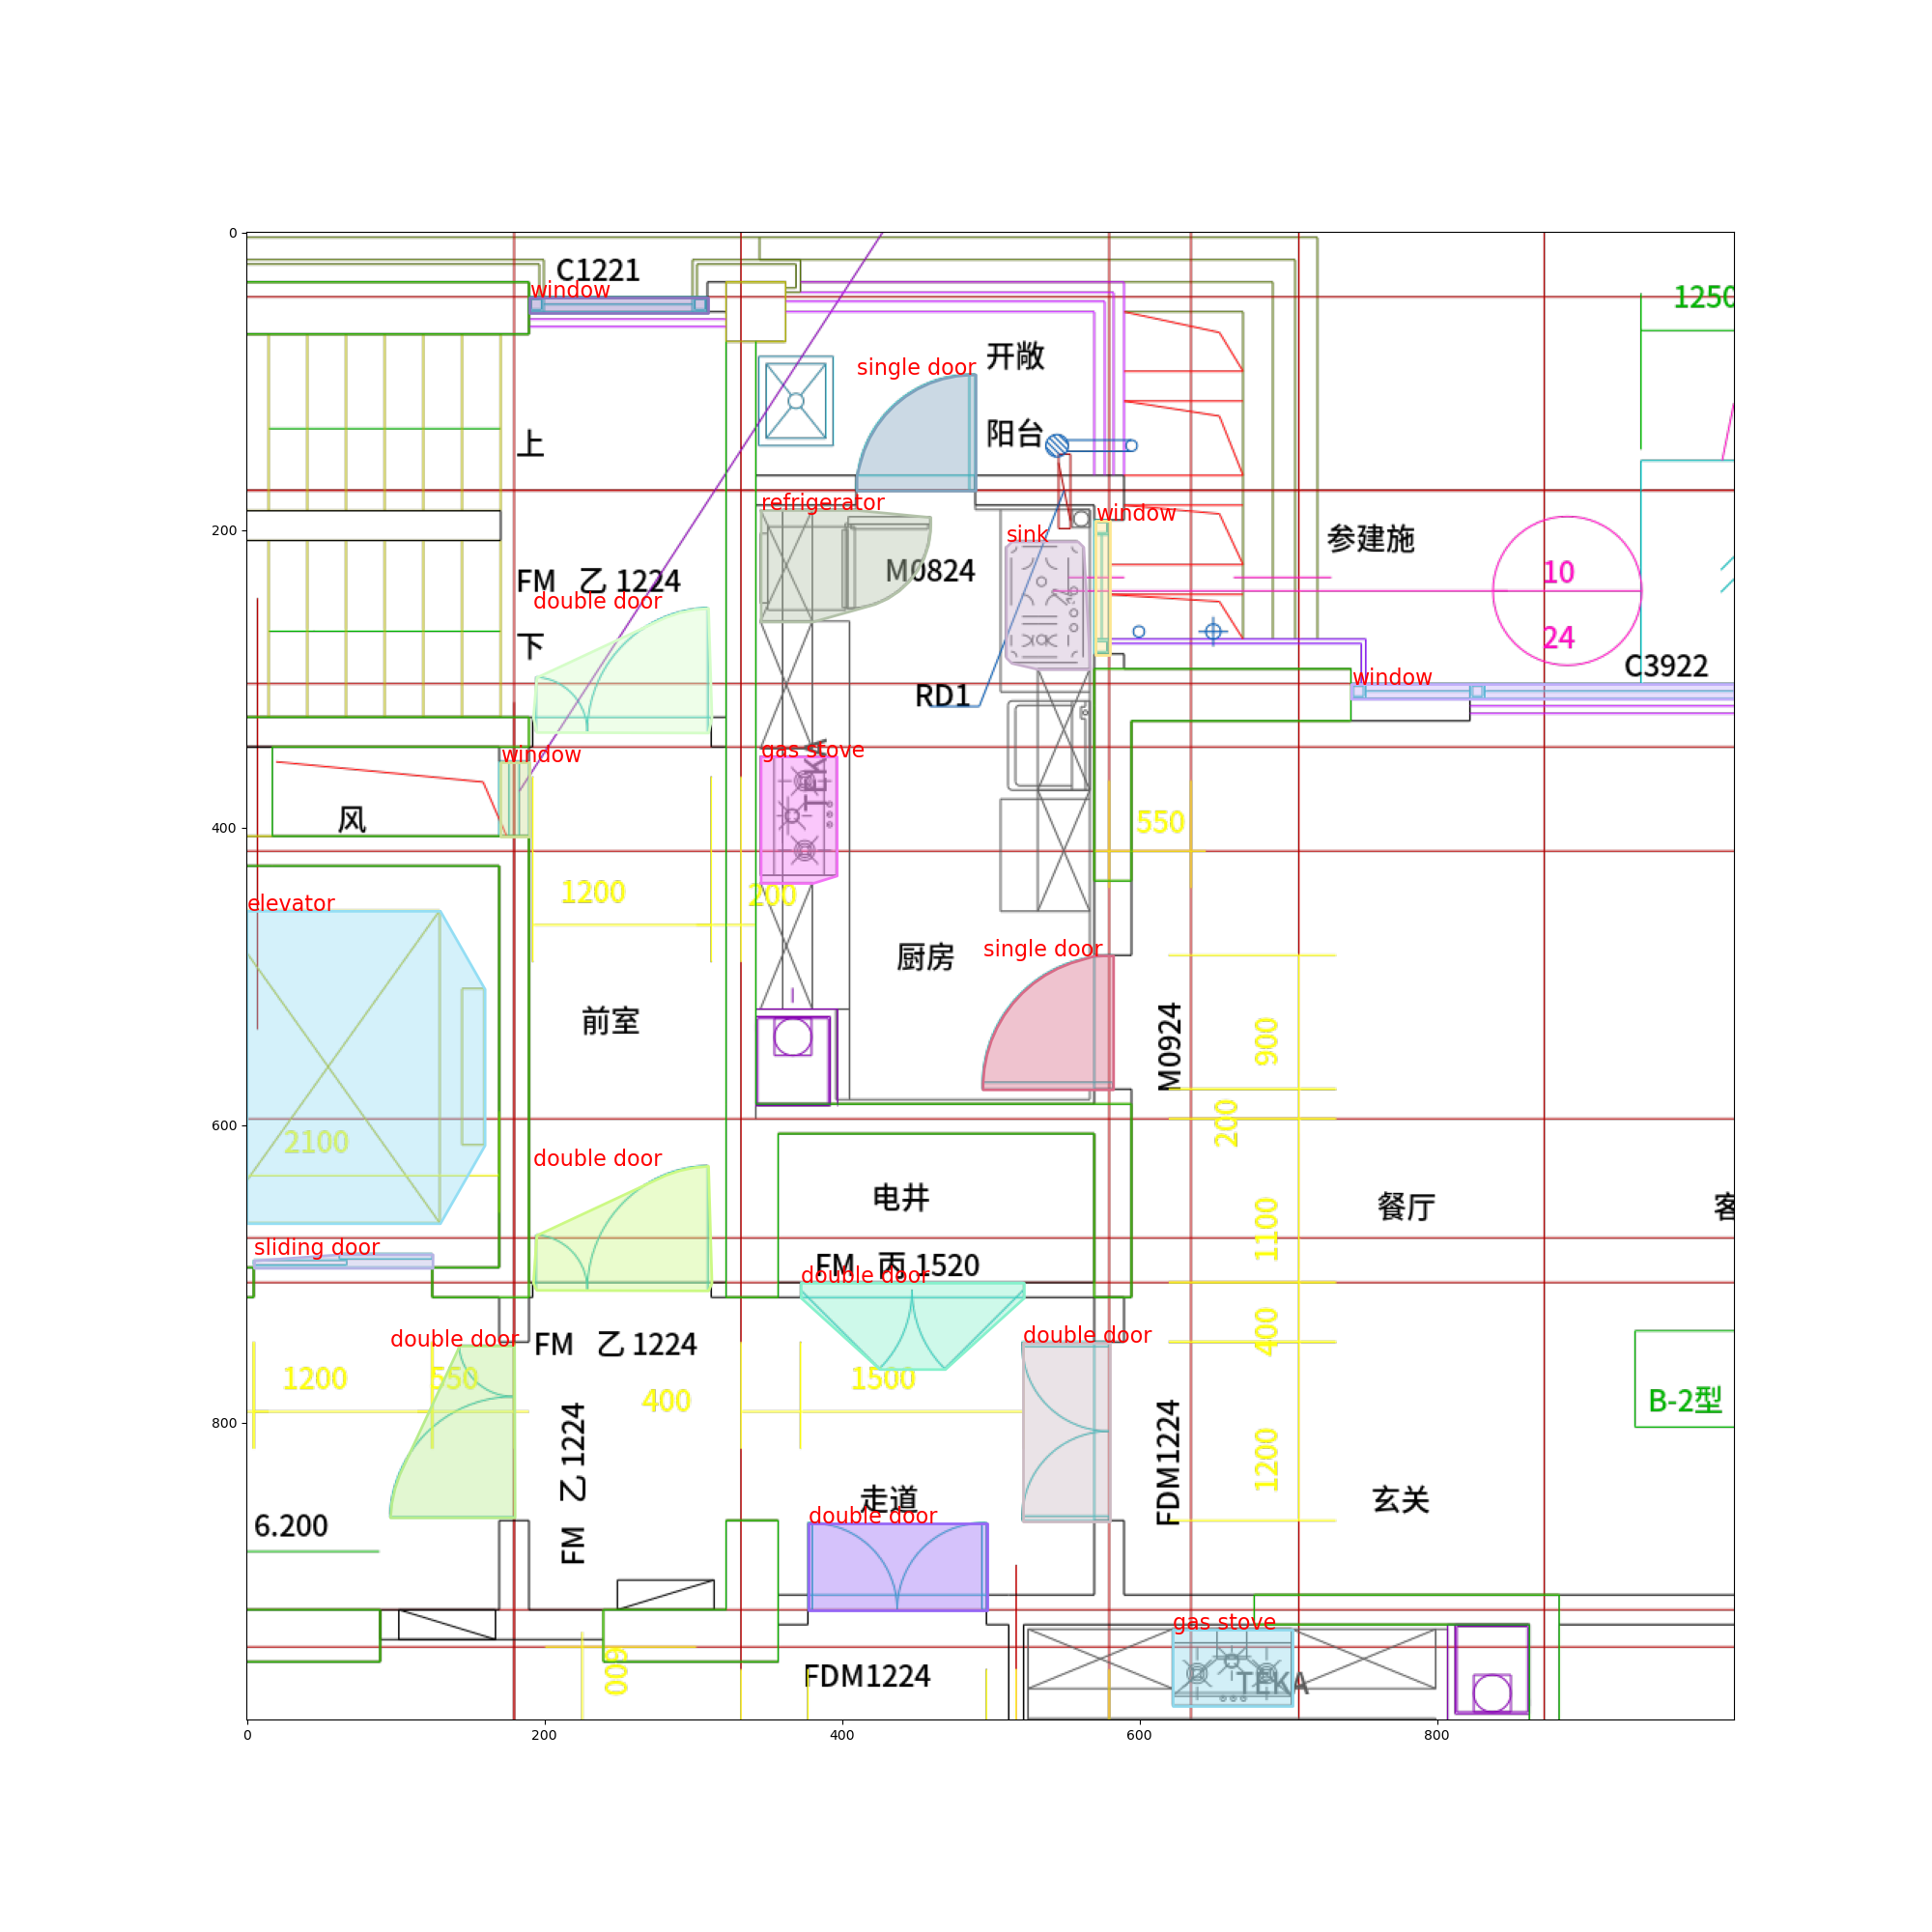 0
200
400
600
800
0
200
400
600
800
C1221
window
1250
开敞
single door
阳台
上
refrigerator
window
sink
参建施
M0824
10
FM 乙 1224
double door
24
下
C3922
window
RD1
gas stove
TEKA
window
风
550
1200
200
elevator
single door
厨房
前室
M0924
900
200
2100
double door
电井
1100
餐厅
客
sliding door
FM 丙 1520
double door
400
double door
FM 乙 1224
double door
1200
550
1500
400
B-2型
FM 乙 1224
FDM1224
1200
走道
玄关
double door
6.200
gas stove
600
FDM1224
TEKA